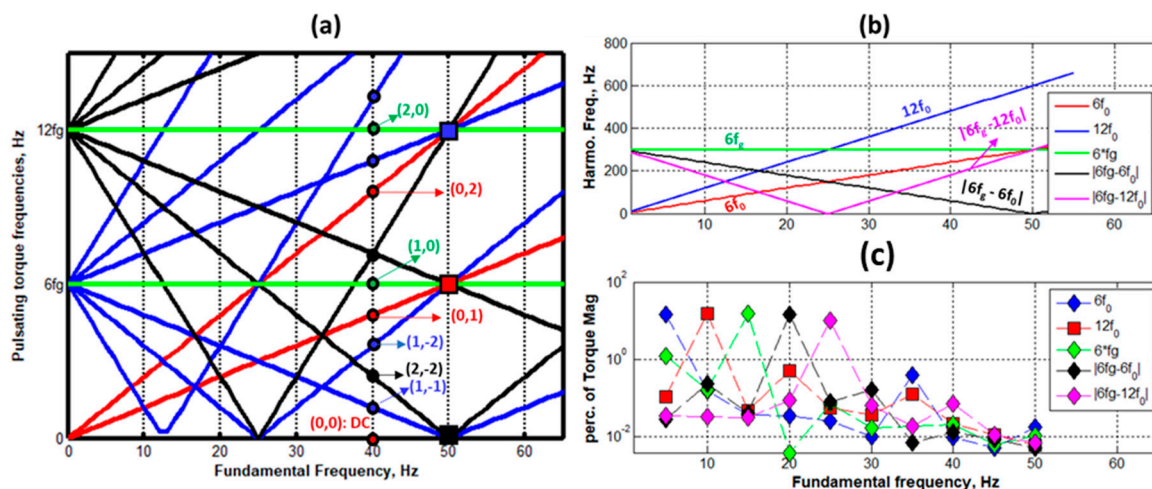 (a)
Pulsating torque frequencies, Hz
12fg
6fg
0
(2,0)
(0,2)
(1,0)
(0,1)
(1,-2)
(2,-2)
(1,-1)
(0,0): DC
0 10 20 30 40 50 60
Fundamental Frequency, Hz
(b)
Harmo. Freq., Hz
800
600
400
200
0
12f0
6fg
|6fg-12f0|
6f0
|6fg - 6f0|
6f0
12f0
6*fg
|6fg-6f0|
|6fg-12f0|
10 20 30 40 50 60
(c)
perc. of Torque Mag
10^2
10^0
10^-2
6f0
12f0
6*fg
|6fg-6f0|
|6fg-12f0|
10 20 30 40 50 60
Fundamental frequency, Hz